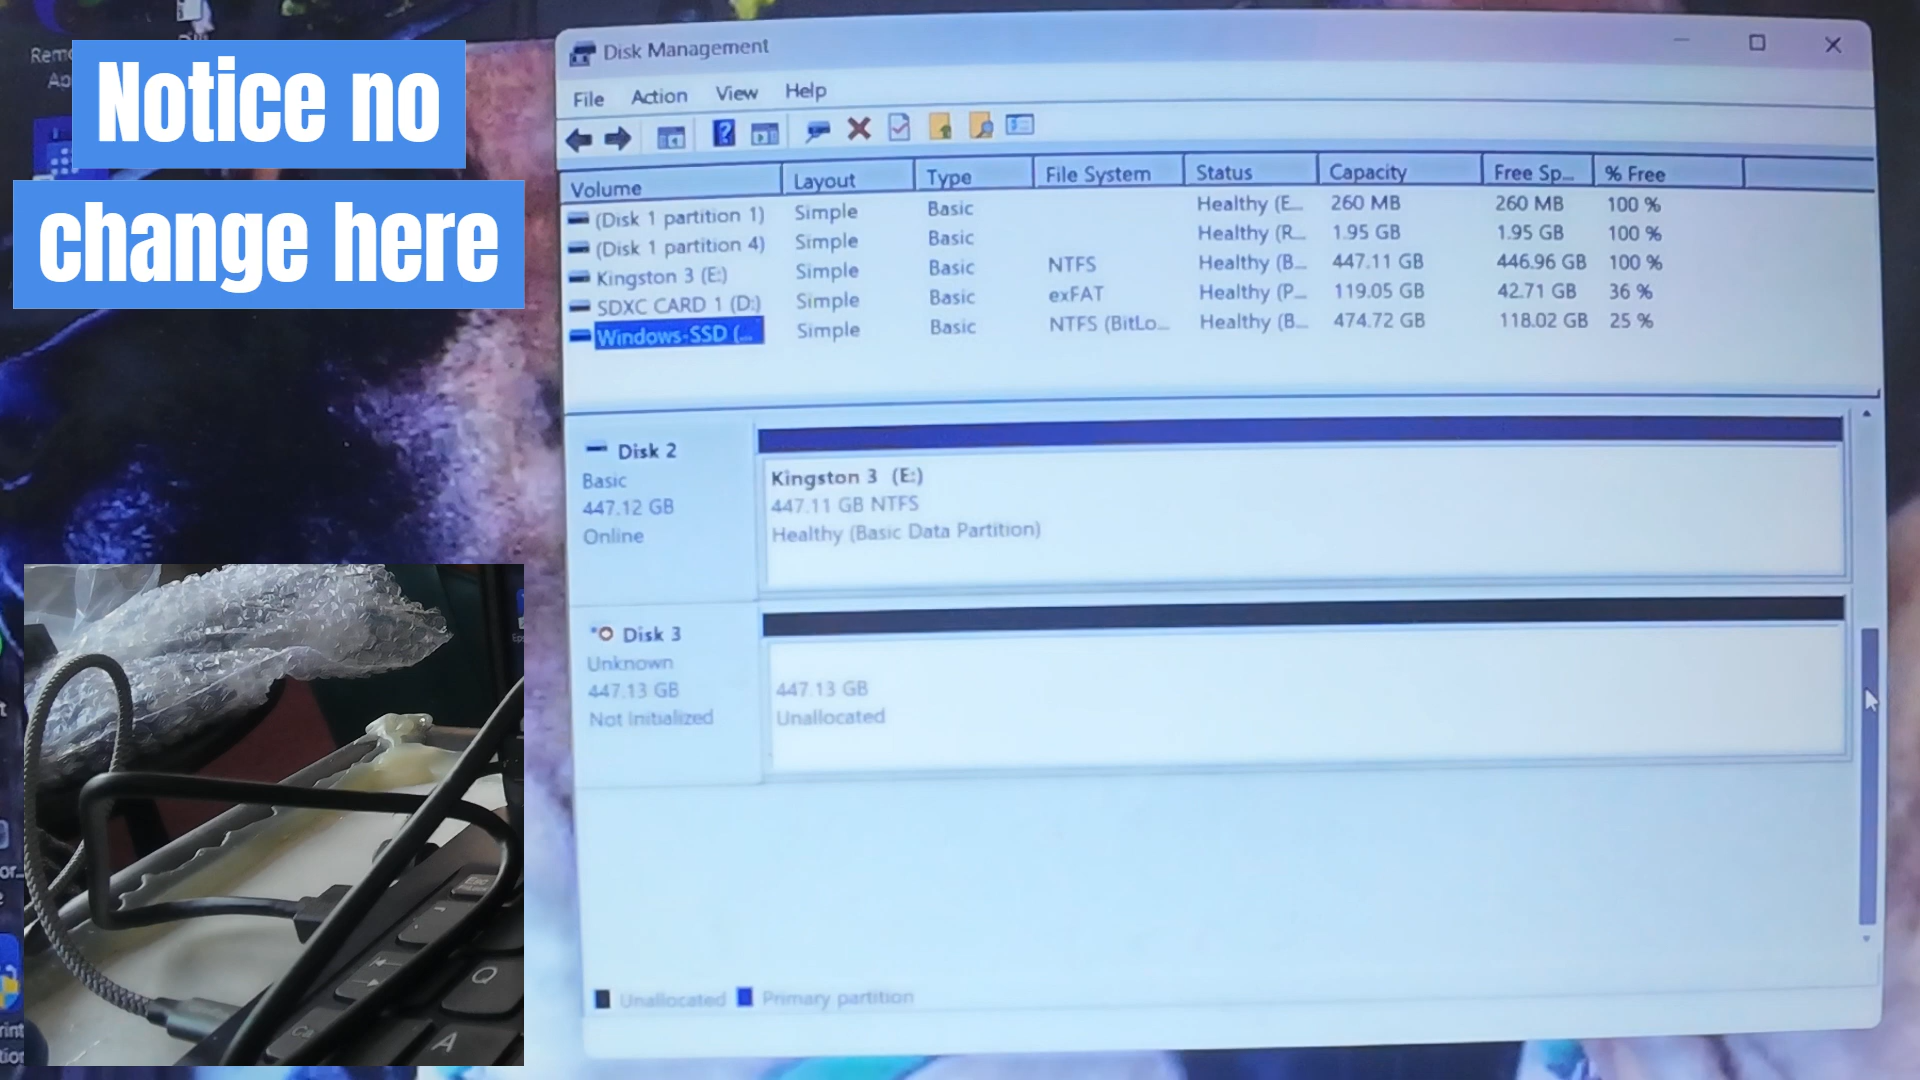 Notice no
change here
Disk Management
File Action View Help
Volume Layout Type File System Status Capacity Free Sp... % Free
(Disk 1 partition 1) Simple Basic Healthy (E... 260 MB 260 MB 100 %
(Disk 1 partition 4) Simple Basic Healthy (R... 1.95 GB 1.95 GB 100 %
Kingston 3 (E:) Simple Basic NTFS Healthy (B... 447.11 GB 446.96 GB 100 %
SDXC CARD 1 (D:) Simple Basic exFAT Healthy (P... 119.05 GB 42.71 GB 36 %
Windows-SSD (... Simple Basic NTFS (BitLo... Healthy (B... 474.72 GB 118.02 GB 25 %
Disk 2
Basic
447.12 GB
Online
Kingston 3 (E:)
447.11 GB NTFS
Healthy (Basic Data Partition)
Disk 3
Unknown
447.13 GB
Not Initialized
447.13 GB
Unallocated
Unallocated Primary partition
Esc
Q
A